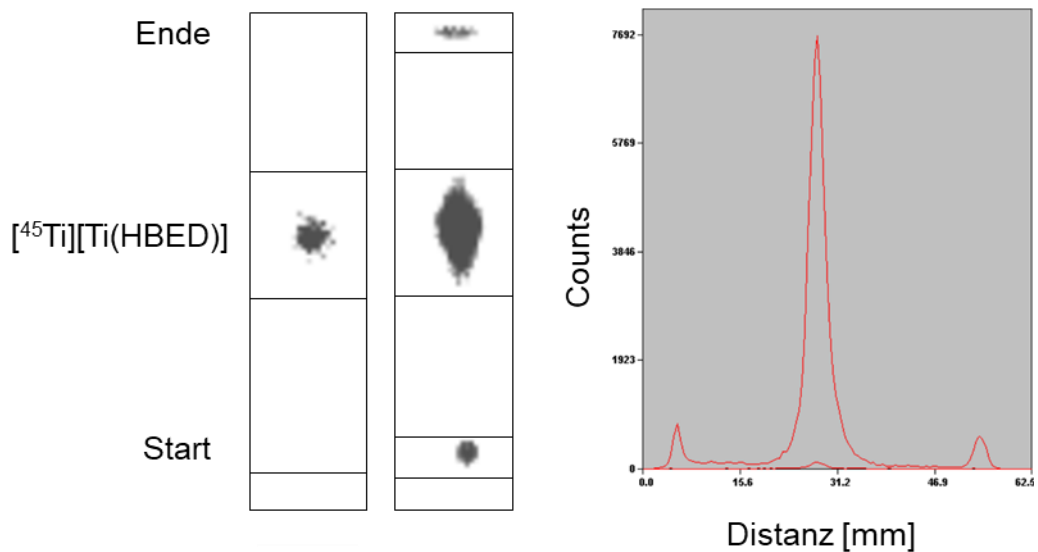 Ende
[⁴⁵Ti][Ti(HBED)]
Start
Counts
7692
5769
3846
1923
0
0.0 15.6 31.2 46.9 62.5
Distanz [mm]